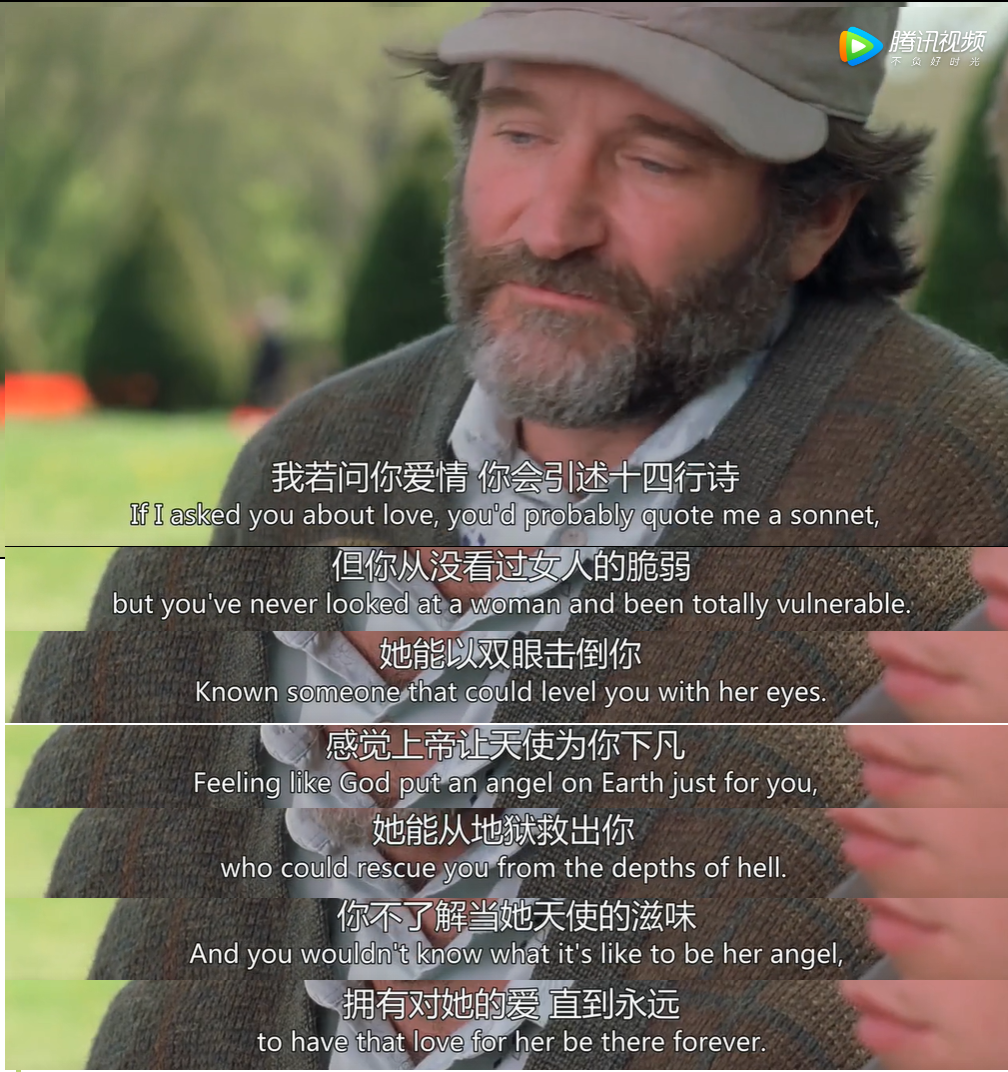 腾讯视频
不负好时光
我若问你爱情 你会引述十四行诗
If I asked you about love, you'd probably quote me a sonnet,
但你从没看过女人的脆弱
but you've never looked at a woman and been totally vulnerable.
她能以双眼击倒你
Known someone that could level you with her eyes.
感觉上帝让天使为你下凡
Feeling like God put an angel on Earth just for you,
她能从地狱救出你
who could rescue you from the depths of hell.
你不了解当她天使的滋味
And you wouldn't know what it's like to be her angel,
拥有对她的爱 直到永远
to have that love for her be there forever.